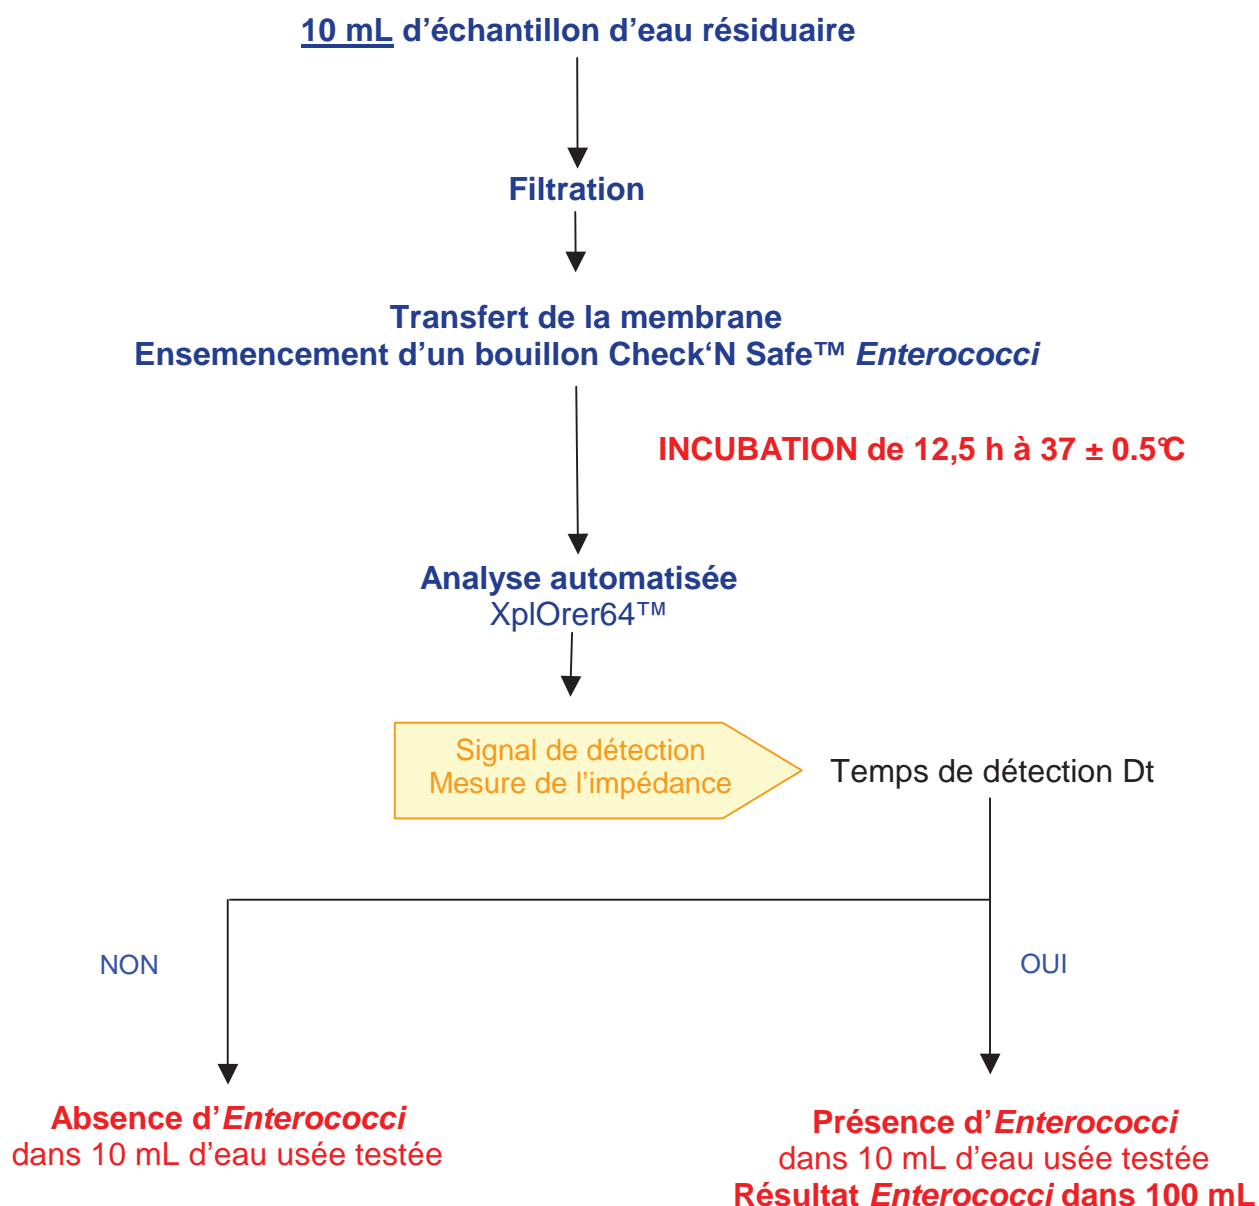 10 mL d’échantillon d’eau résiduaire
Filtration
Transfert de la membrane
Ensemencement d’un bouillon Check‘N Safe™ Enterococci
INCUBATION de 12,5 h à 37 ± 0.5°C
Analyse automatisée
XplOrer64™
Signal de détection
Mesure de l’impédance
Temps de détection Dt
NON
OUI
Absence d’Enterococci
dans 10 mL d’eau usée testée
Présence d’Enterococci
dans 10 mL d’eau usée testée
Résultat Enterococci dans 100 mL